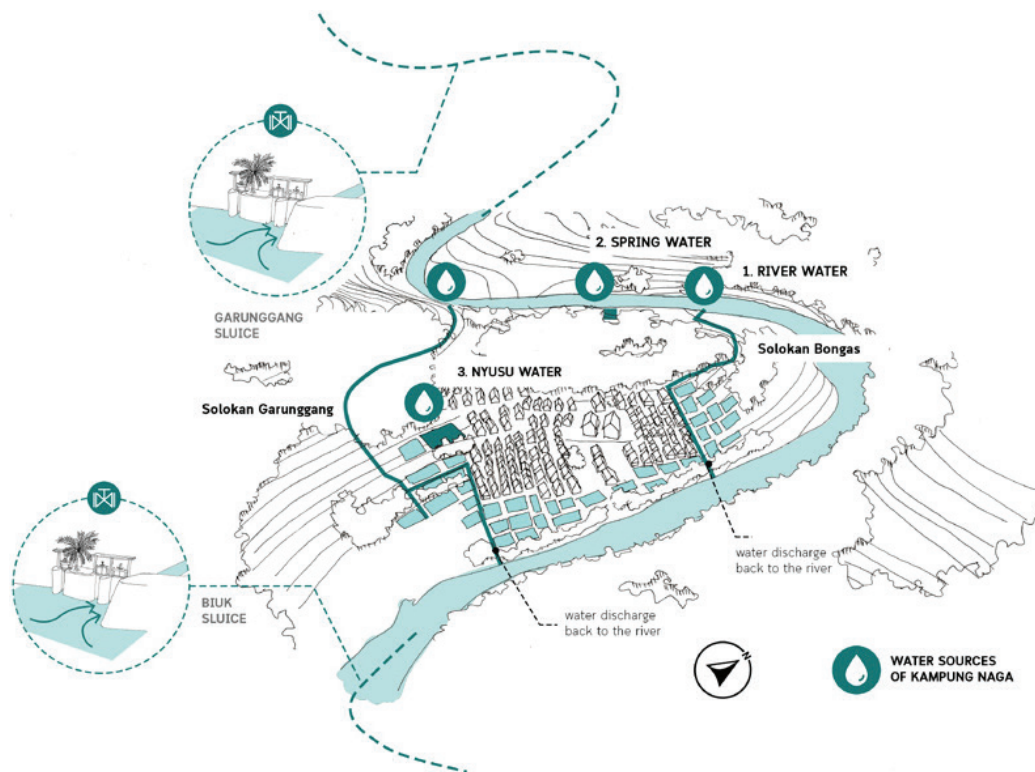 2. SPRING WATER
1. RIVER WATER
GARUNGGANG
SLUICE
Solokan Bongas
3. NYUSU WATER
Solokan Garunggang
water discharge
back to the river
BIUK
SLUICE
water discharge
back to the river
N
WATER SOURCES
OF KAMPUNG NAGA